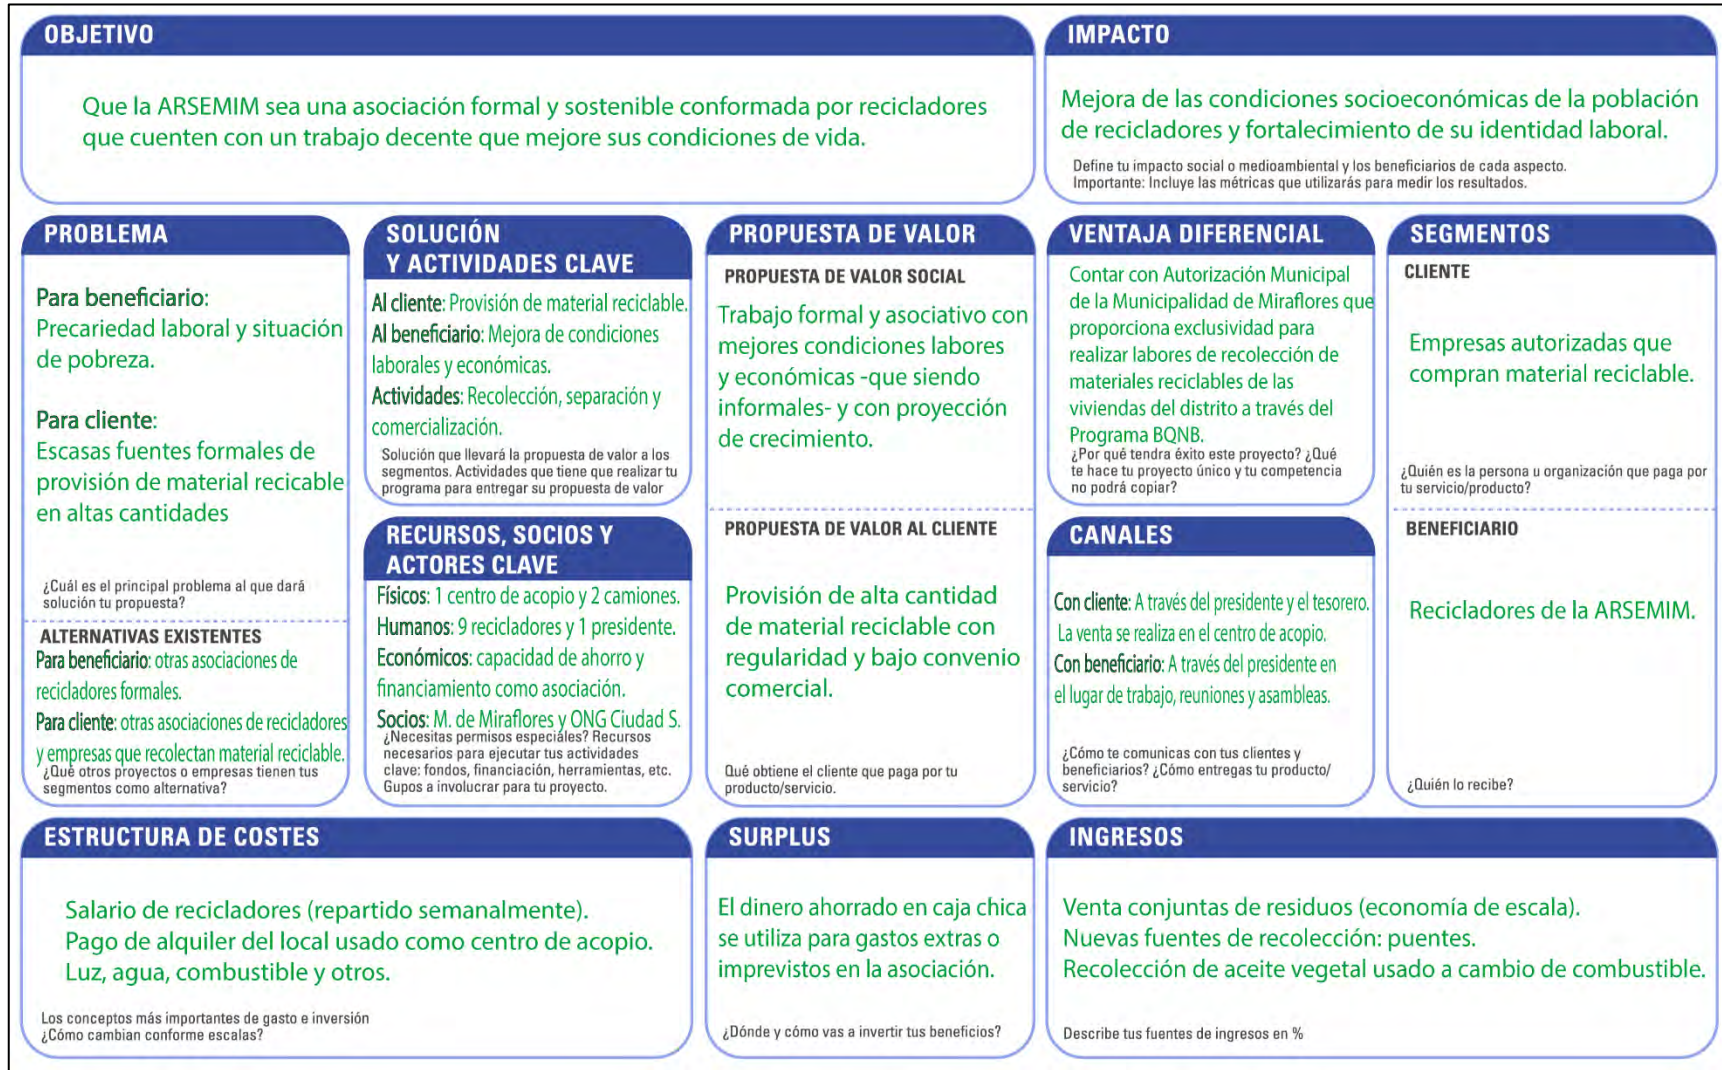 OBJETIVO
Que la ARSEMIM sea una asociación formal y sostenible conformada por recicladores
que cuenten con un trabajo decente que mejore sus condiciones de vida.
IMPACTO
Mejora de las condiciones socioeconómicas de la población
de recicladores y fortalecimiento de su identidad laboral.
Define tu impacto social o medioambiental y los beneficiarios de cada aspecto.
Importante: Incluye las métricas que utilizarás para medir los resultados.
PROBLEMA
Para beneficiario:
Precariedad laboral y situación
de pobreza.
Para cliente:
Escasas fuentes formales de
provisión de material recicable
en altas cantidades
¿Cuál es el principal problema al que dará
solución tu propuesta?
ALTERNATIVAS EXISTENTES
Para beneficiario: otras asociaciones de
recicladores formales.
Para cliente: otras asociaciones de recicladores
y empresas que recolectan material reciclable.
¿Qué otros proyectos o empresas tienen tus
segmentos como alternativa?
SOLUCIÓN
Y ACTIVIDADES CLAVE
Al cliente: Provisión de material reciclable.
Al beneficiario: Mejora de condiciones
laborales y económicas.
Actividades: Recolección, separación y
comercialización.
Solución que llevará la propuesta de valor a los
segmentos. Actividades que tiene que realizar tu
programa para entregar su propuesta de valor
RECURSOS, SOCIOS Y
ACTORES CLAVE
Físicos: 1 centro de acopio y 2 camiones.
Humanos: 9 recicladores y 1 presidente.
Económicos: capacidad de ahorro y
financiamiento como asociación.
Socios: M. de Miraflores y ONG Ciudad S.
¿Necesitas permisos especiáles? Recursos
necesarios para ejecutar tus actividades
clave: fondos, financiación, herramientas, etc.
Gupos a involucrar para tu proyecto.
PROPUESTA DE VALOR
PROPUESTA DE VALOR SOCIAL
Trabajo formal y asociativo con
mejores condiciones labores
y económicas -que siendo
informales- y con proyección
de crecimiento.
PROPUESTA DE VALOR AL CLIENTE
Provisión de alta cantidad
de material reciclable con
regularidad y bajo convenio
comercial.
Qué obtiene el cliente que paga por tu
producto/servicio.
VENTAJA DIFERENCIAL
Contar con Autorización Municipal
de la Municipalidad de Miraflores que
proporciona exclusividad para
realizar labores de recolección de
materiales reciclables de las
viviendas del distrito a través del
Programa BQNB.
¿Por qué tendra éxito este proyecto? ¿Qué
te hace tu proyecto único y tu competencia
no podrá copiar?
CANALES
Con cliente: A través del presidente y el tesorero.
La venta se realiza en el centro de acopio.
Con beneficiario: A través del presidente en
el lugar de trabajo, reuniones y asambleas.
¿Cómo te comunicas con tus clientes y
beneficiarios? ¿Cómo entregas tu producto/
servicio?
SEGMENTOS
CLIENTE
Empresas autorizadas que
compran material reciclable.
¿Quién es la persona u organización que paga por
tu servicio/producto?
BENEFICIARIO
Recicladores de la ARSEMIM.
¿Quién lo recibe?
ESTRUCTURA DE COSTES
Salario de recicladores (repartido semanalmente).
Pago de alquiler del local usado como centro de acopio.
Luz, agua, combustible y otros.
Los conceptos más importantes de gasto e inversión
¿Cómo cambian conforme escalas?
SURPLUS
El dinero ahorrado en caja chica
se utiliza para gastos extras o
imprevistos en la asociación.
¿Dónde y cómo vas a invertir tus beneficios?
INGRESOS
Venta conjuntas de residuos (economía de escala).
Nuevas fuentes de recolección: puentes.
Recolección de aceite vegetal usado a cambio de combustible.
Describe tus fuentes de ingresos en %